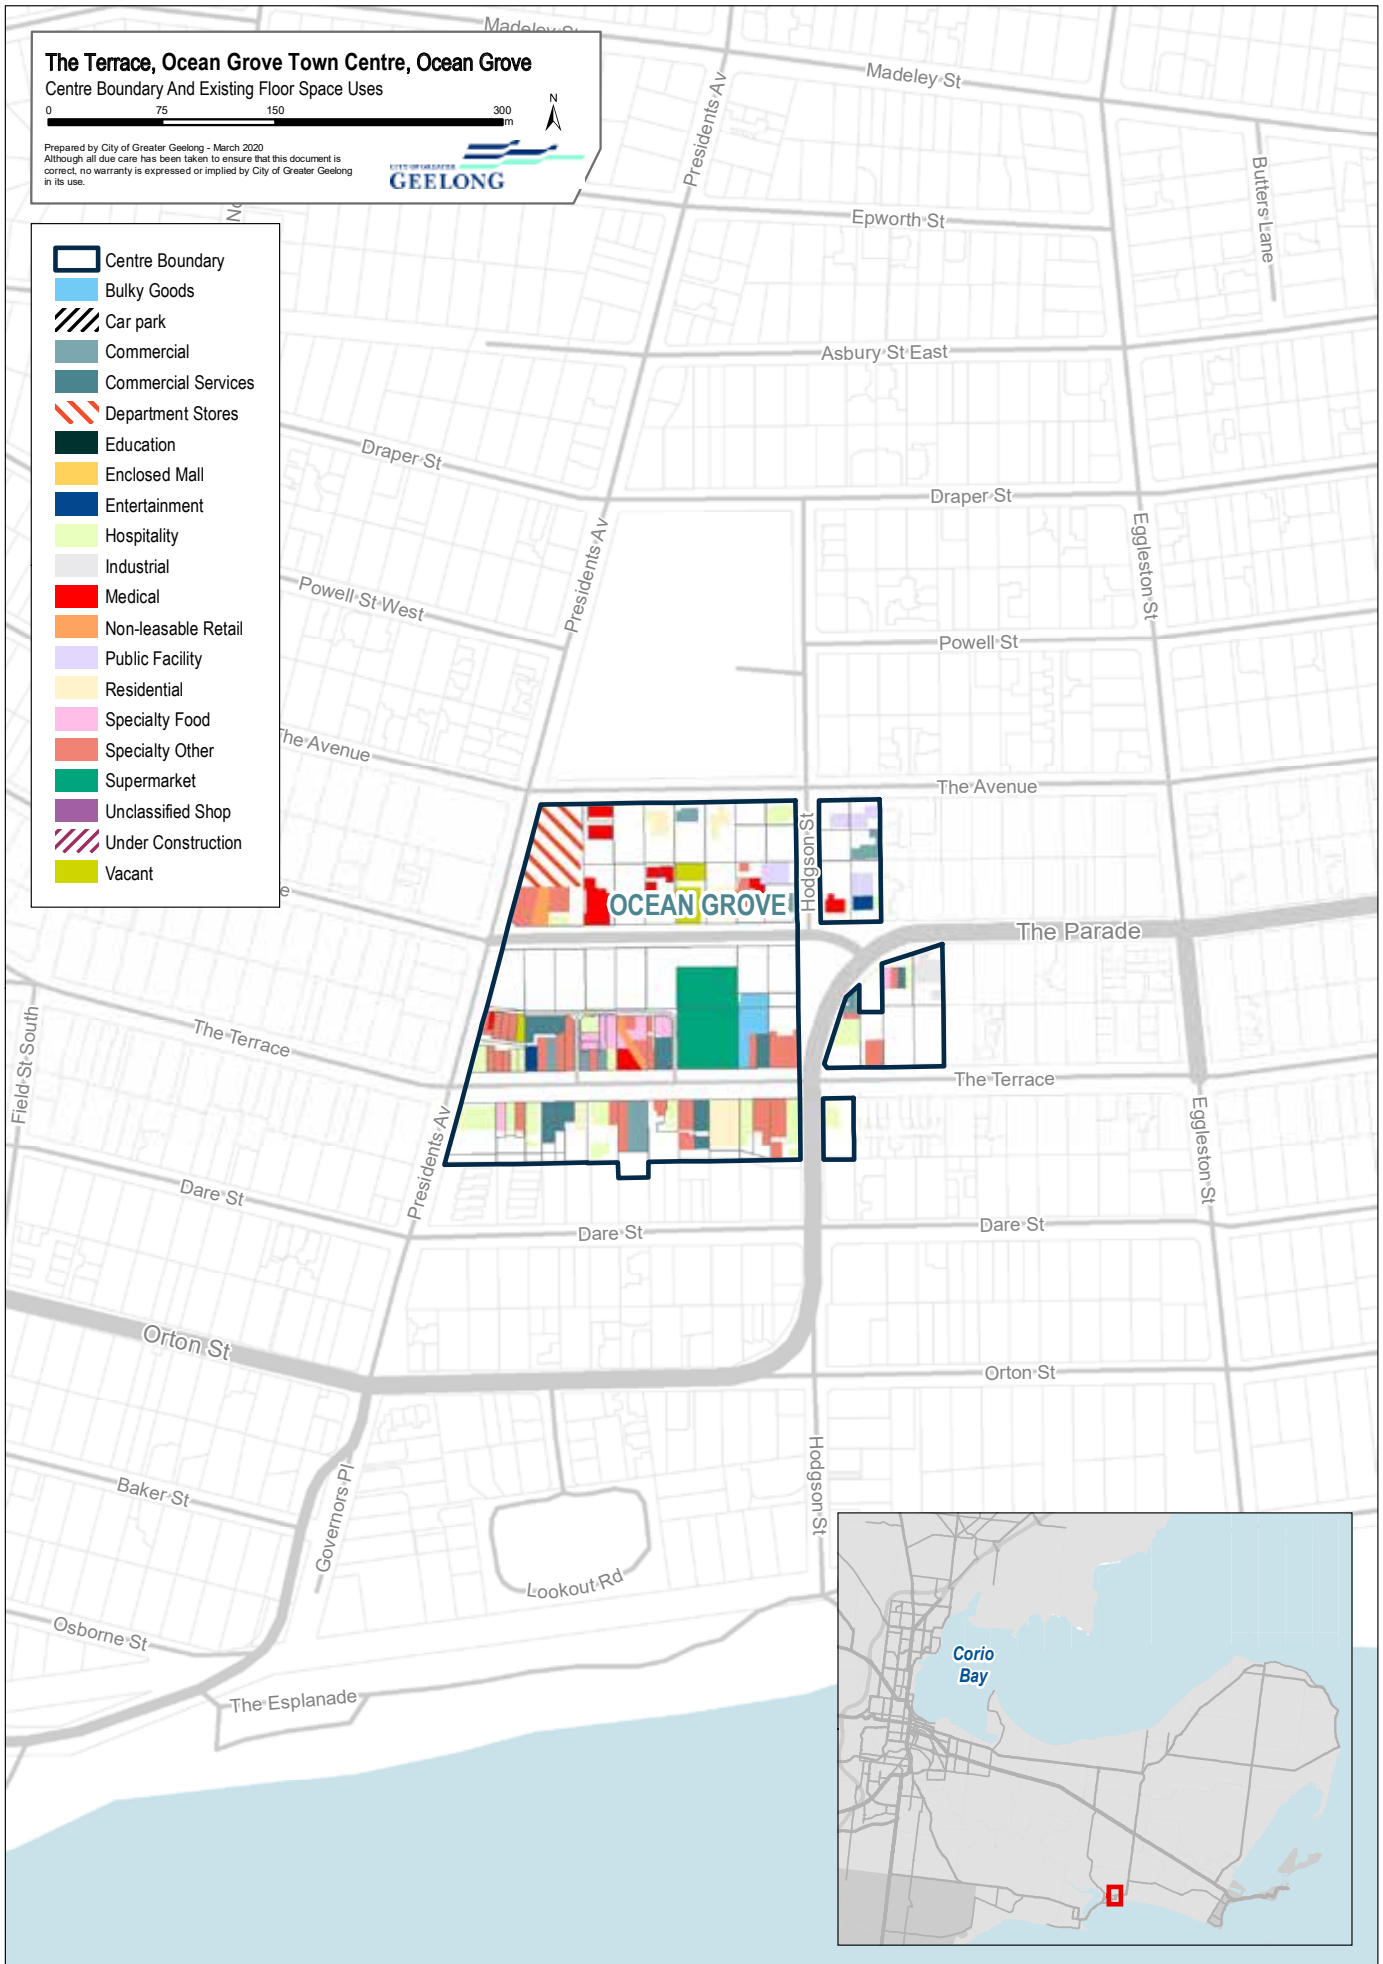 Madeley St
The Terrace, Ocean Grove Town Centre, Ocean Grove
Centre Boundary And Existing Floor Space Uses
0 75 150 300
m
N
Prepared by City of Greater Geelong - March 2020
Although all due care has been taken to ensure that this document is
correct, no warranty is expressed or implied by City of Greater Geelong
in its use.
CITY OF GREATER
GEELONG
Madeley St
Presidents Av
Butters Lane
Epworth St
Centre Boundary
Bulky Goods
Car park
Commercial
Commercial Services
Department Stores
Education
Enclosed Mall
Entertainment
Hospitality
Industrial
Medical
Non-leasable Retail
Public Facility
Residential
Specialty Food
Specialty Other
Supermarket
Unclassified Shop
Under Construction
Vacant
Asbury St East
Draper St
Draper St
Presidents Av
Eggleston St
Powell St West
Powell St
The Avenue
The Avenue
Hodgson St
OCEAN GROVE
The Parade
Field St South
The Terrace
The Terrace
Presidents Av
Eggleston St
Dare St
Dare St
Dare St
Orton St
Orton St
Hodgson St
Baker St
Governors Pl
Lookout Rd
Osborne St
The Esplanade
Corio
Bay